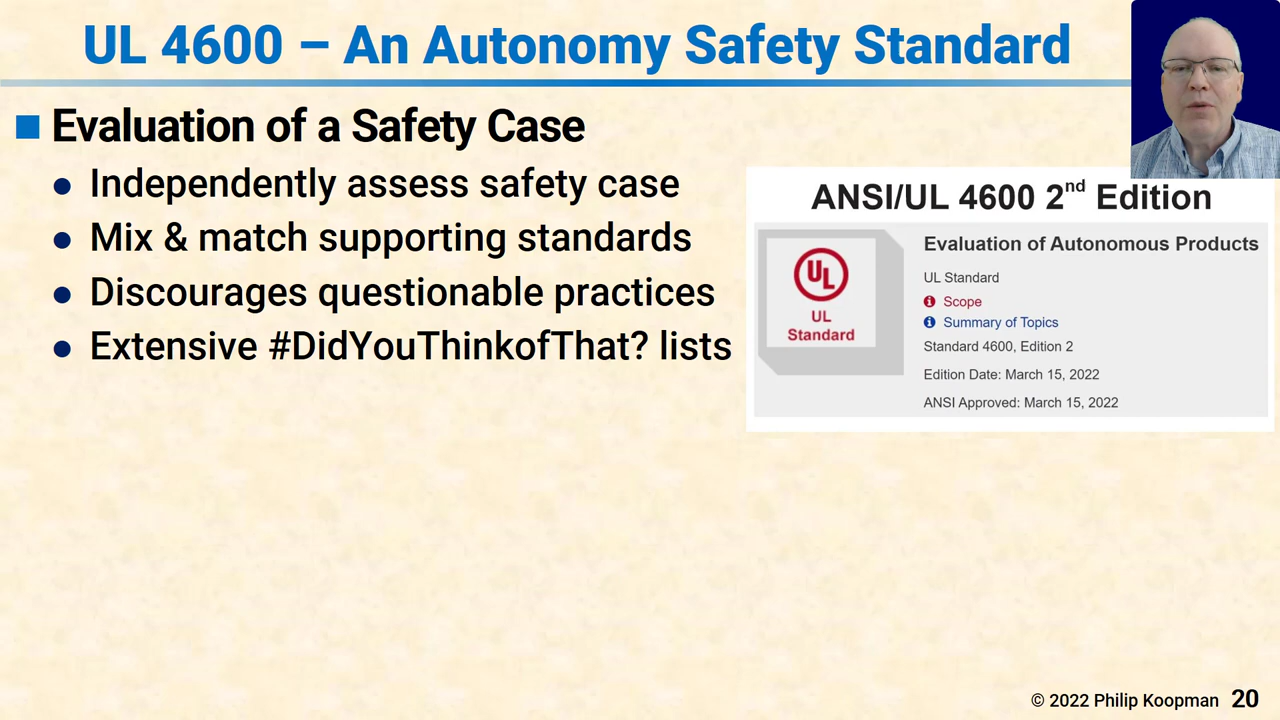 UL 4600 – An Autonomy Safety Standard
Evaluation of a Safety Case
Independently assess safety case
Mix & match supporting standards
Discourages questionable practices
Extensive #DidYouThinkofThat? lists
ANSI/UL 4600 2nd Edition
UL
UL
Standard
Evaluation of Autonomous Products
UL Standard
Scope
Summary of Topics
Standard 4600, Edition 2
Edition Date: March 15, 2022
ANSI Approved: March 15, 2022
© 2022 Philip Koopman 20